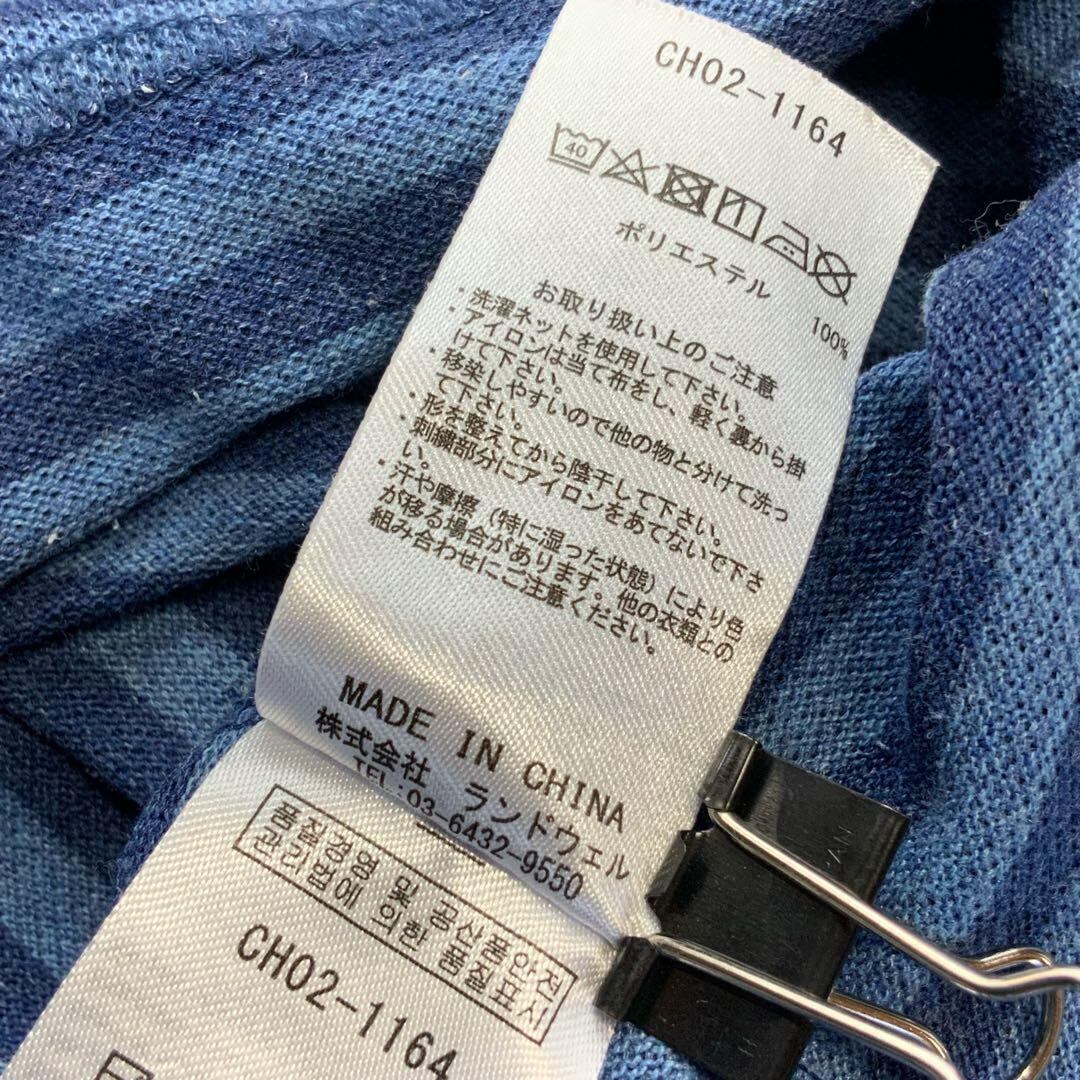 CH02-1164
40
ポリエステル
100%
お取り扱い上のご注意
・洗濯ネットを使用して下さい。
・アイロンは当て布をし、軽く裏から掛
けて下さい。
・移染しやすいので他の物と分けて洗っ
て下さい。
・形を整えてから陰干して下さい。
・刺繍部分にアイロンをあてないで下さ
い。
・汗や摩擦（特に湿った状態）により色
が移る場合があります。他の衣類との
組み合わせにご注意ください。
MADE IN CHINA
株式会社 ランドウェル
TEL:03-6432-9550
품질경영 및 공산품안전
관리법에 의한 품질표시
CH02-1164